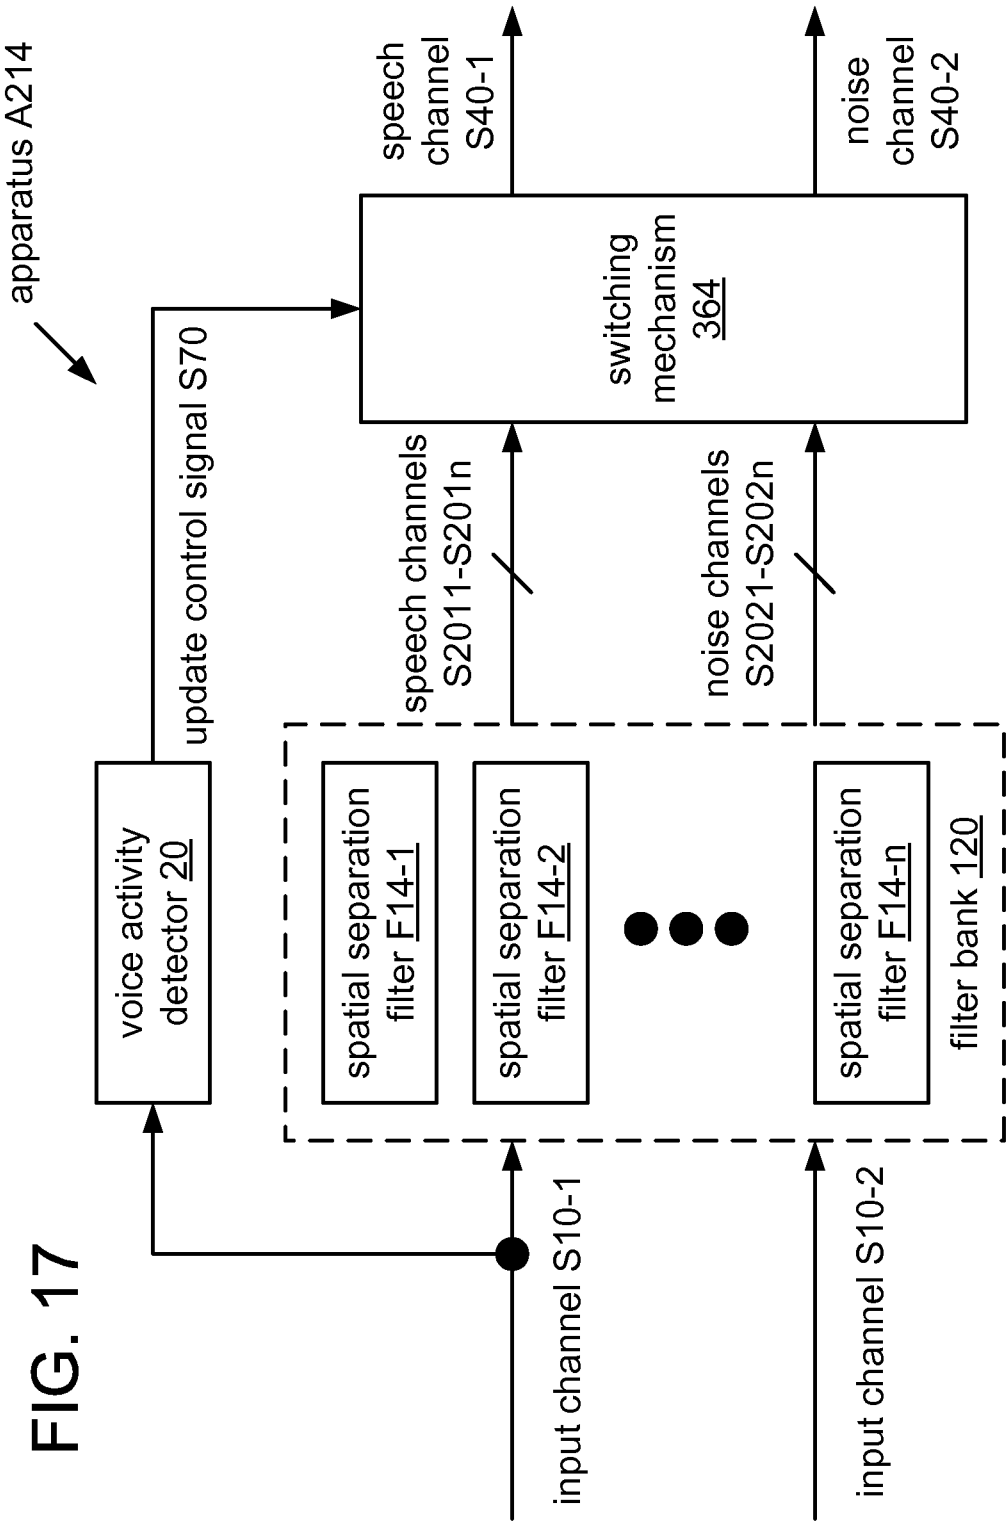 FIG. 17
apparatus A214
voice activity
detector 20
update control signal S70
input channel S10-1
input channel S10-2
spatial separation
filter F14-1
spatial separation
filter F14-2
spatial separation
filter F14-n
filter bank 120
speech channels
S2011-S201n
noise channels
S2021-S202n
switching
mechanism
364
speech
channel
S40-1
noise
channel
S40-2